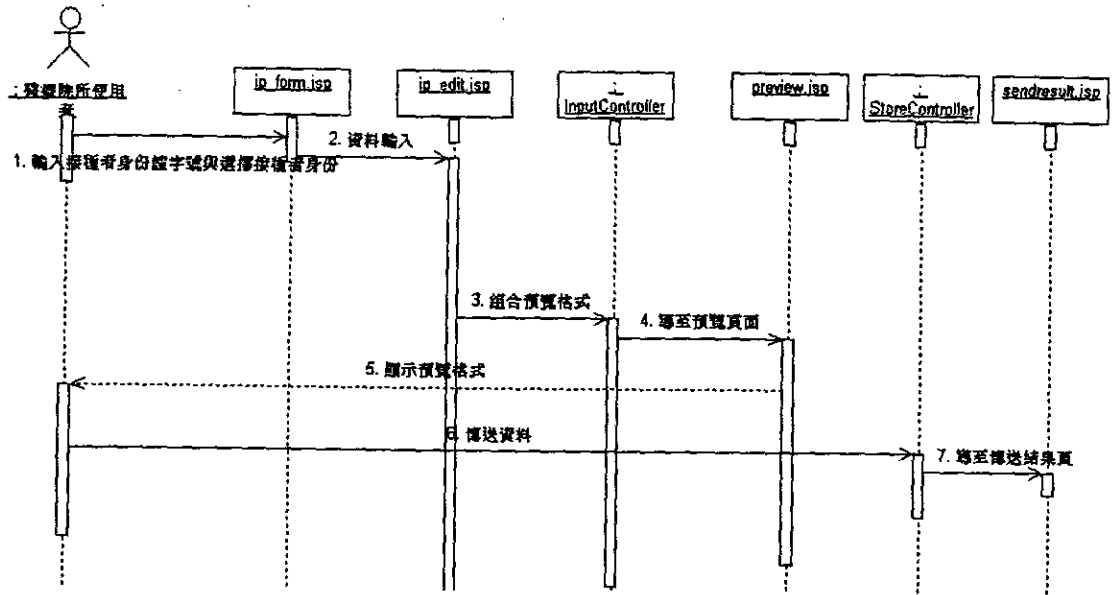 : 醫療院所使用
者
ip_form.jsp
ip_edit.jsp
:
InputController
preview.jsp
:
StoreController
sendresult.jsp
1. 輸入接種者身份證字號與選擇接種者身份
2. 資料輸入
3. 組合預覽格式
4. 導至預覽頁面
5. 顯示預覽格式
6. 傳送資料
7. 導至傳送結果頁